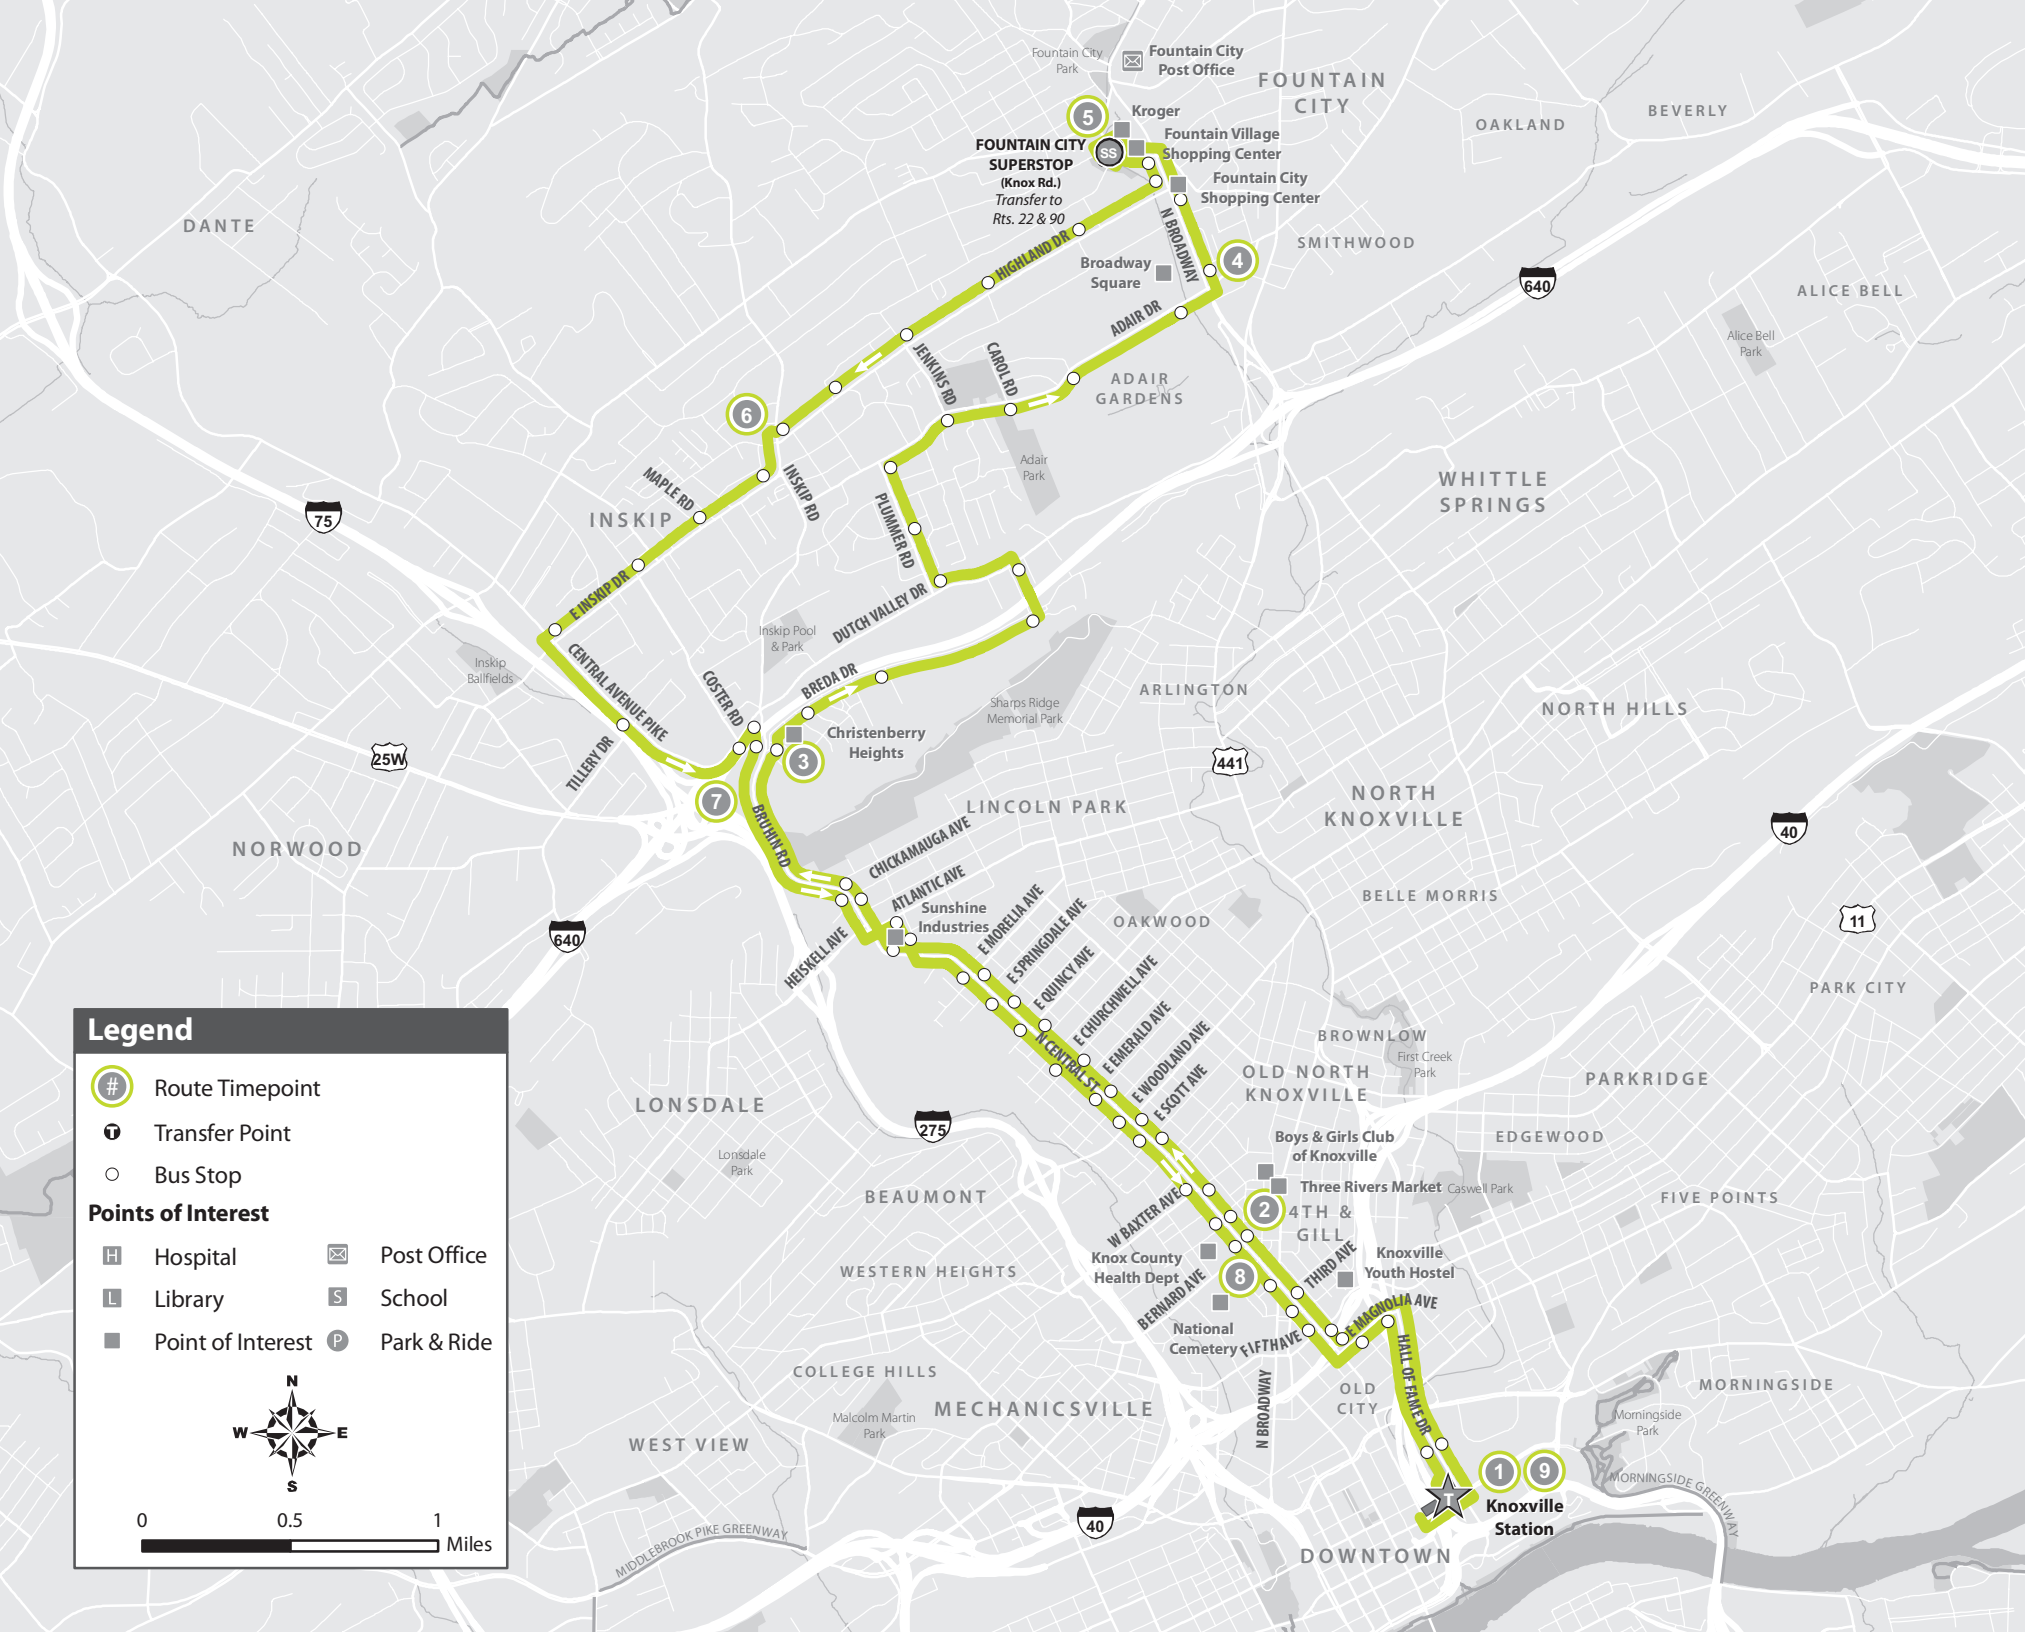 Fountain City
Park
Fountain City
Post Office
FOUNTAIN
CITY
BEVERLY
OAKLAND
5
Kroger
FOUNTAIN CITY
SUPERSTOP
(Knox Rd.)
Transfer to
Rts. 22 & 90
SS
Fountain Village
Shopping Center
Fountain City
Shopping Center
DANTE
N BROADWAY
SMITHWOOD
4
HIGHLAND DR
Broadway
Square
640
ALICE BELL
ADAIR DR
Alice Bell
Park
JENKINS RD
CAROL RD
ADAIR
GARDENS
6
Adair
Park
MAPLE RD
INSKIP RD
WHITTLE
SPRINGS
75
INSKIP
PLUMMER RD
E INSKIP DR
DUTCH VALLEY DR
Inskip Pool
& Park
Inskip
Ballfields
CENTRAL AVENUE PIKE
COSTER RD
BREDA DR
Sharps Ridge
Memorial Park
ARLINGTON
NORTH HILLS
TILLERY DR
Christenberry
Heights
3
25W
441
7
BRUHIN RD
LINCOLN PARK
NORTH
KNOXVILLE
40
NORWOOD
CHICKAMAUGA AVE
ATLANTIC AVE
Sunshine
Industries
BELLE MORRIS
11
640
HEISKELL AVE
E MORELIA AVE
E SPRINGDALE AVE
OAKWOOD
E QUINCY AVE
E CHURCHWELL AVE
PARK CITY
N CENTRAL ST
E EMERALD AVE
E WOODLAND AVE
E SCOTT AVE
BROWNLOW
First Creek
Park
OLD NORTH
KNOXVILLE
PARKRIDGE
LONSDALE
275
Boys & Girls Club
of Knoxville
EDGEWOOD
Lonsdale
Park
Three Rivers Market
Caswell Park
BEAUMONT
W BAXTER AVE
2
4TH &
GILL
FIVE POINTS
Knox County
Health Dept
THIRD AVE
Knoxville
Youth Hostel
WESTERN HEIGHTS
8
BERNARD AVE
E MAGNOLIA AVE
National
Cemetery
FIFTH AVE
HALL OF FAME DR
COLLEGE HILLS
N BROADWAY
OLD
CITY
MORNINGSIDE
Malcolm Martin
Park
MECHANICSVILLE
Morningside
Park
WEST VIEW
1
9
MORNINGSIDE GREENWAY
T
Knoxville
Station
40
MIDDLEBROOK PIKE GREENWAY
DOWNTOWN
Legend
# Route Timepoint
T Transfer Point
Bus Stop
Points of Interest
H Hospital
Post Office
L Library
S School
Point of Interest
P Park & Ride
N
W E
S
0 0.5 1
Miles